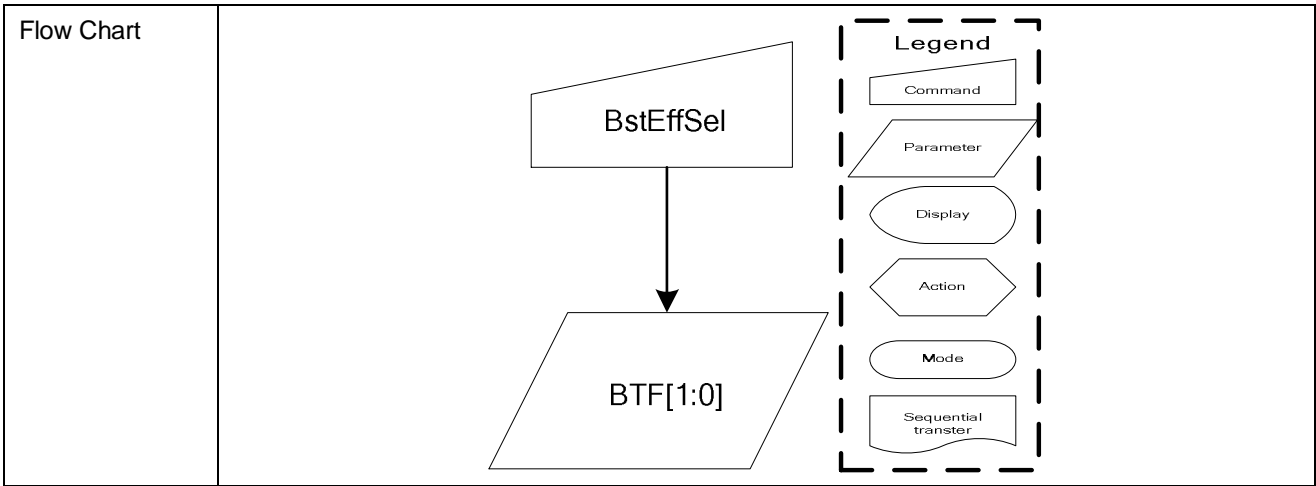 Flow Chart
BstEffSel
BTF[1:0]
Legend
Command
Parameter
Display
Action
Mode
Sequential
transter